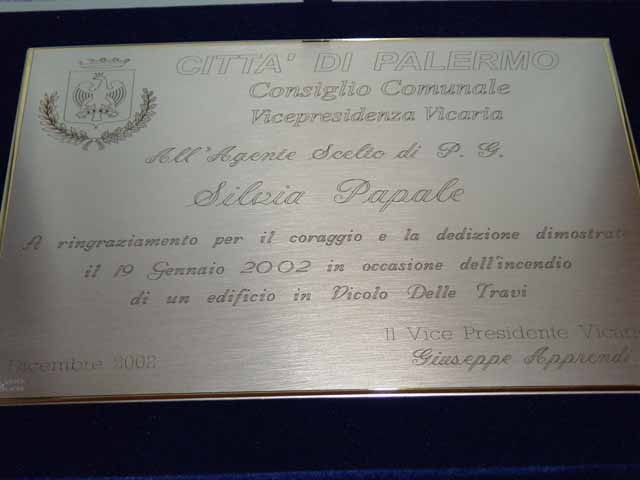 CITTA' DI PALERMO
Consiglio Comunale
Vicepresidenza Vicaria
All'Agente Scelto di P. G.
Silvia Papale
A ringraziamento per il coraggio e la dedizione dimostrate
il 19 Gennaio 2002 in occasione dell'incendio
di un edificio in Vicolo Delle Travi
Il Vice Presidente Vicario
Dicembre 2002
Giuseppe Apprendi